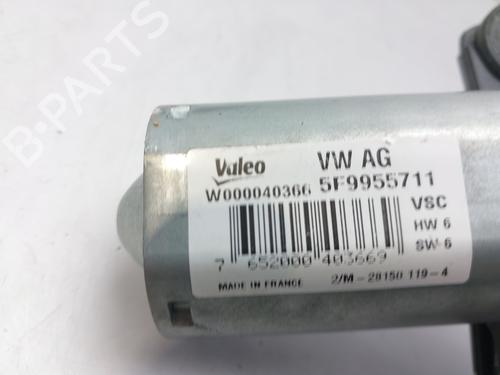 B-PARTS
Valeo VW AG
W000040366 5F9955711
VSC
HW 6
SW 6
7 652000 403669
MADE IN FRANCE 2/M-28150 119-4